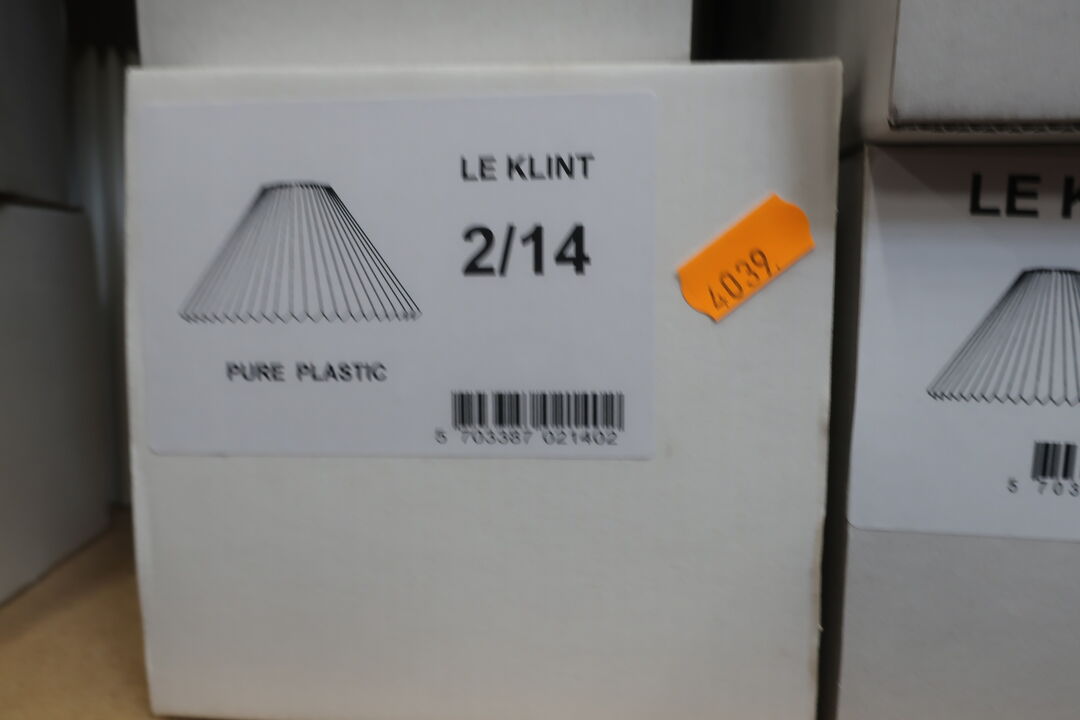 LE KLINT
2/14
4039.
PURE PLASTIC
5 703387 021402
LE K
5 703